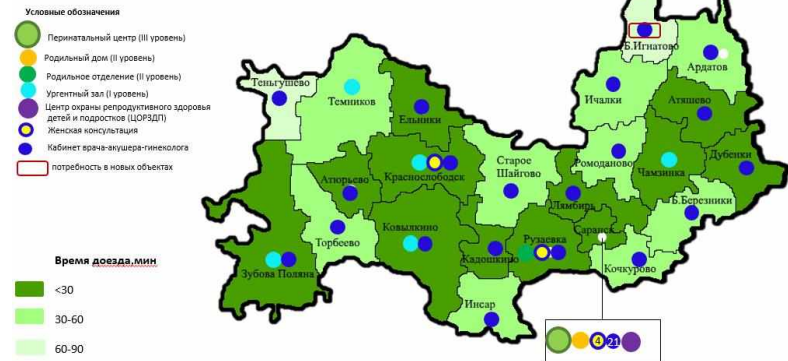 Условные обозначения
Перинатальный центр (III уровень)
Родильный дом (II уровень)
Родильное отделение (II уровень)
Ургентный зал (I уровень)
Центр охраны репродуктивного здоровья
детей и подростков (ЦОРЗДП)
Женская консультация
Кабинет врача-акушера-гинеколога
потребность в новых объектах
Время доезда,мин
<30
30-60
60-90
Б.Игнатово
Ардатов
Теньгушево
Темников
Ельники
Ичалки
Атяшево
Краснослободск
Старое
Шайгово
Ромоданово
Чамзинка
Дубенки
Атюрьево
Лямбирь
Б.Березники
Торбеево
Ковылкино
Кадошкино
Рузаевка
Саранск
Зубова Поляна
Кочкурово
Инсар
4
21